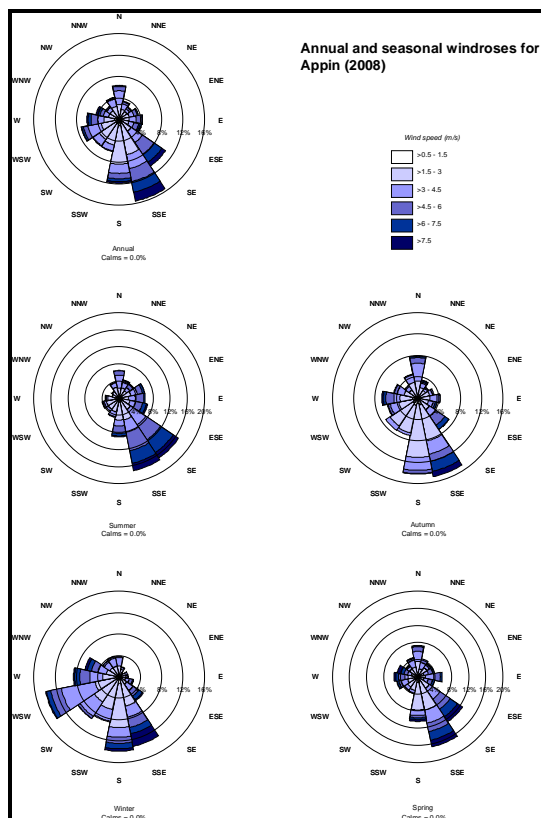 Annual and seasonal windroses for
Appin (2008)
Wind speed (m/s)
>0.5 - 1.5
>1.5 - 3
>3 - 4.5
>4.5 - 6
>6 - 7.5
>7.5
N
NNW
NNE
NW
NE
WNW
ENE
W
E
8% 12% 16%
WSW
ESE
SW
SE
SSW
SSE
S
Annual
Calms = 0.0%
N
NNW
NNE
NW
NE
WNW
ENE
W
E
8% 12% 16% 20%
WSW
ESE
SW
SE
SSW
SSE
S
Summer
Calms = 0.0%
N
NNW
NNE
NW
NE
WNW
ENE
W
E
8% 12% 16%
WSW
ESE
SW
SE
SSW
SSE
S
Autumn
Calms = 0.0%
N
NNW
NNE
NW
NE
WNW
ENE
W
E
8% 12% 16%
WSW
ESE
SW
SE
SSW
SSE
S
Winter
Calms = 0.0%
N
NNW
NNE
NW
NE
WNW
ENE
W
E
8% 12% 16% 20%
WSW
ESE
SW
SE
SSW
SSE
S
Spring
Calms = 0.0%